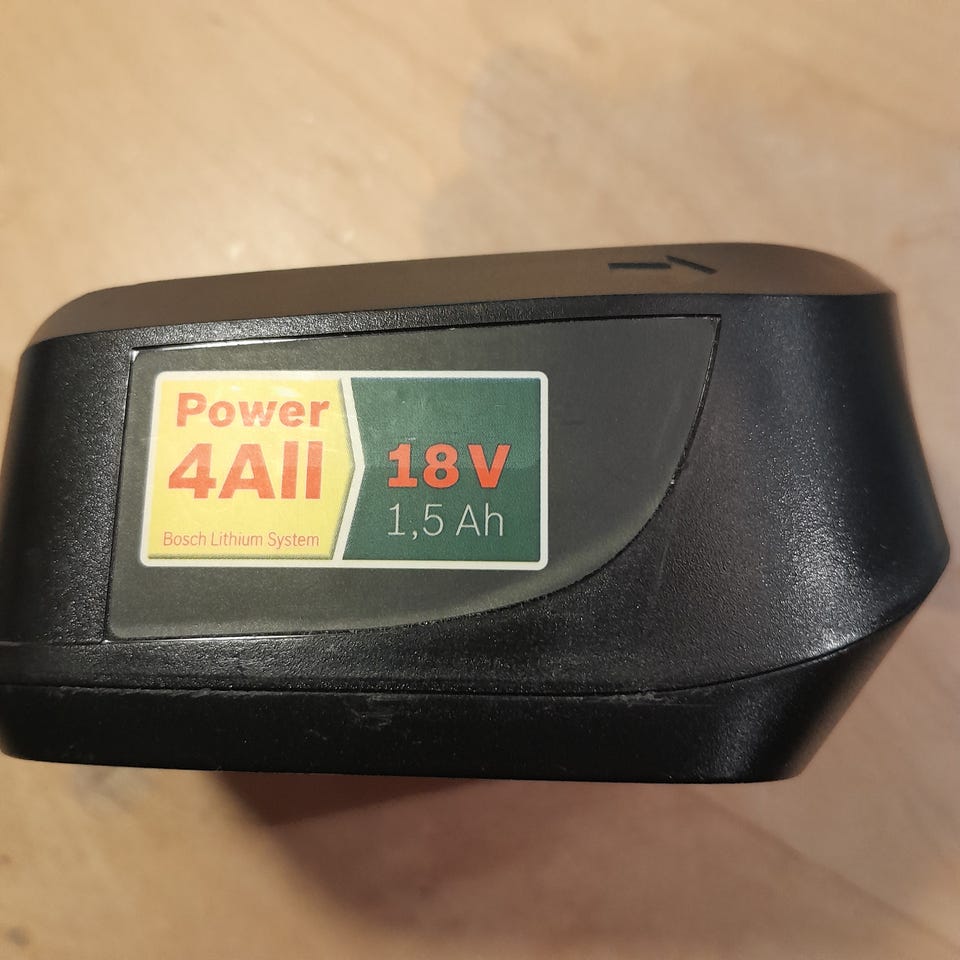 Power
4All
Bosch Lithium System
18V
1,5 Ah